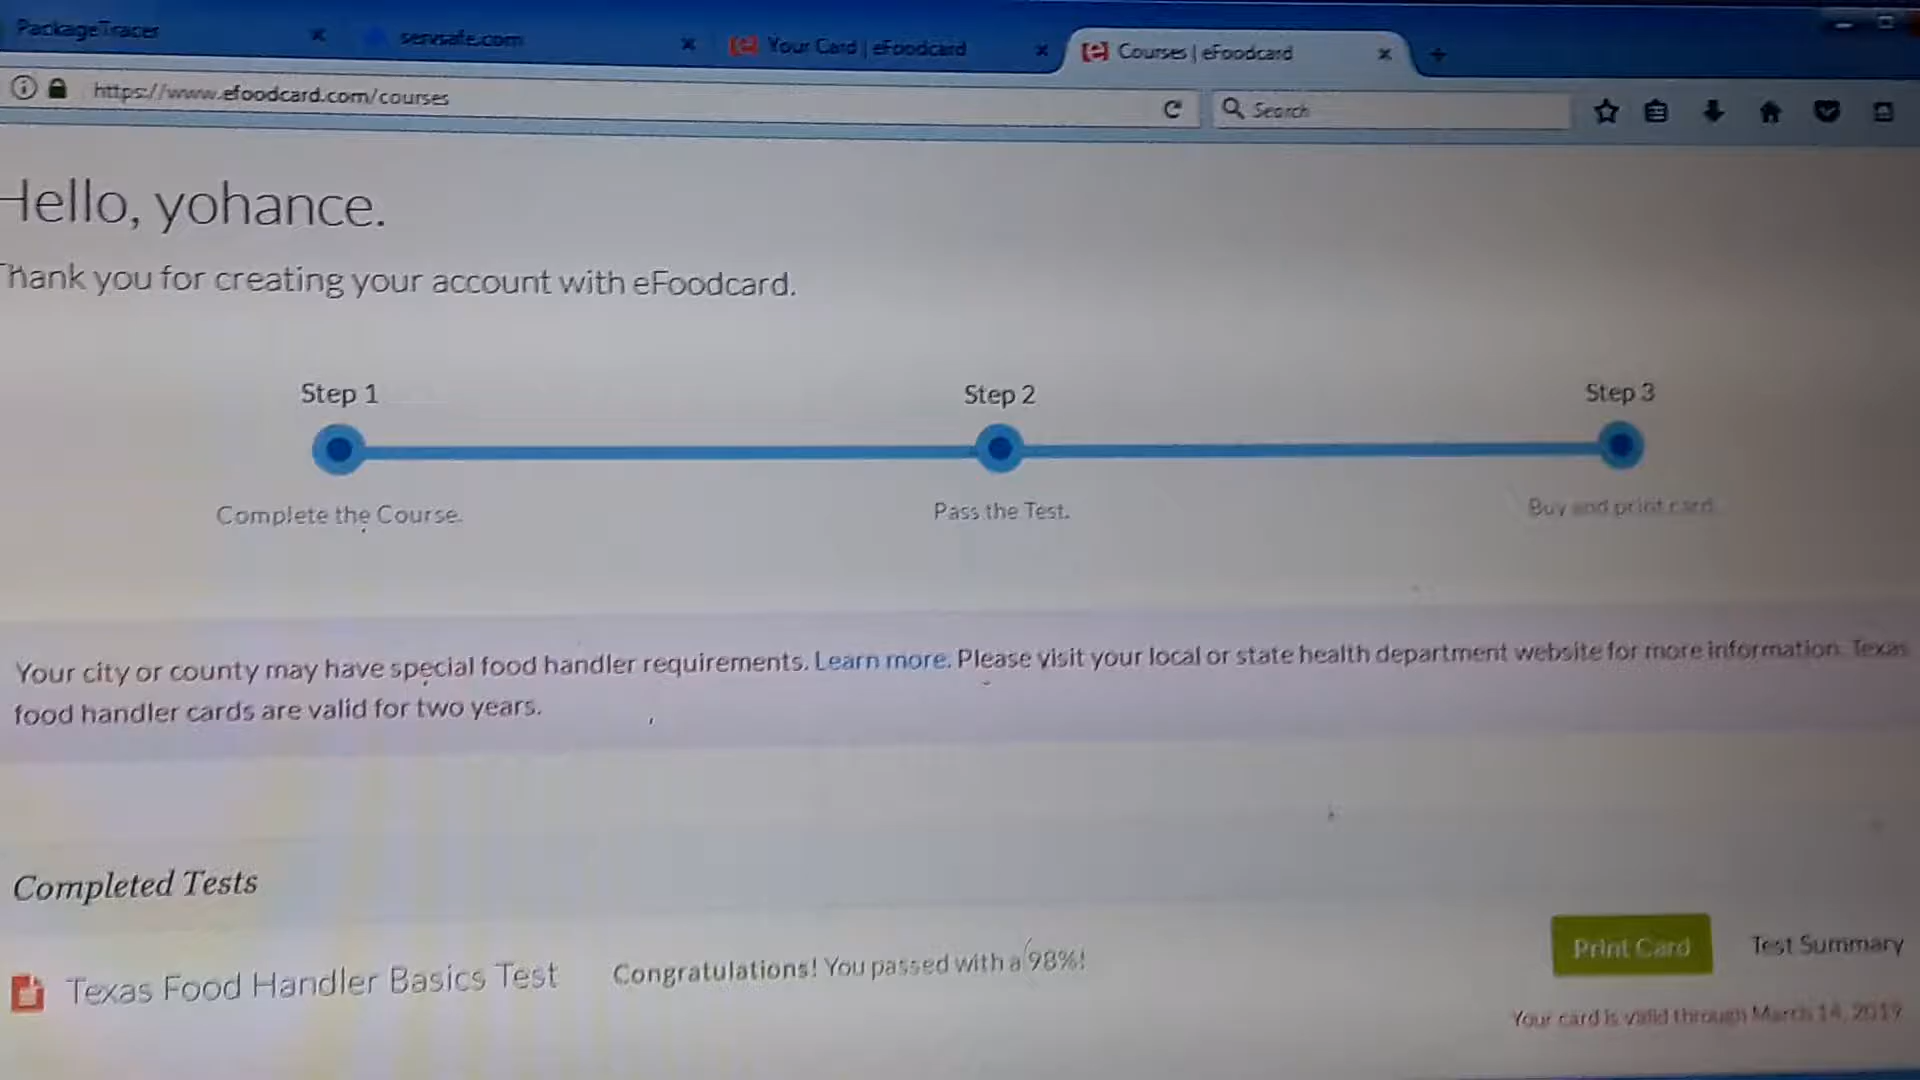 PackageTracer
servsafe.com
Your Card | eFoodcard
Courses | eFoodcard
https://www.efoodcard.com/courses
Search
Hello, yohance.
Thank you for creating your account with eFoodcard.
Step 1
Step 2
Step 3
Complete the Course.
Pass the Test.
Buy and print card.
Your city or county may have special food handler requirements. Learn more. Please visit your local or state health department website for more information. Texas
food handler cards are valid for two years.
Completed Tests
Texas Food Handler Basics Test
Congratulations! You passed with a 98%!
Print Card
Test Summary
Your card is valid through March 14, 2019